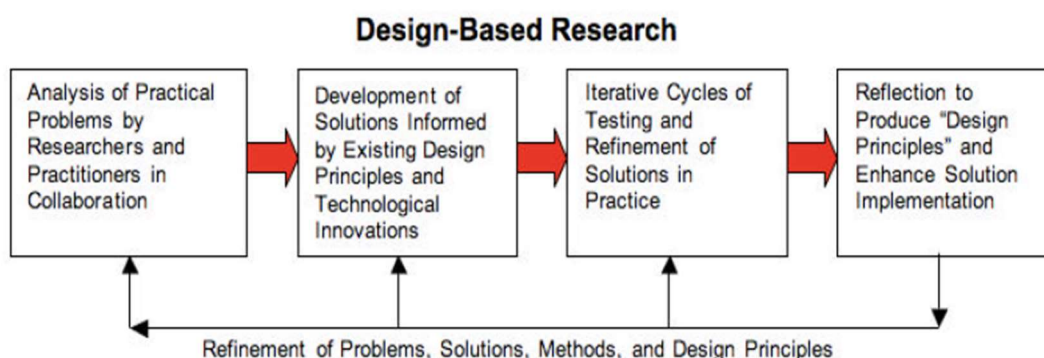 Design-Based Research
Analysis of Practical
Problems by
Researchers and
Practitioners in
Collaboration
Development of
Solutions Informed
by Existing Design
Principles and
Technological
Innovations
Iterative Cycles of
Testing and
Refinement of
Solutions in
Practice
Reflection to
Produce “Design
Principles” and
Enhance Solution
Implementation
Refinement of Problems, Solutions, Methods, and Design Principles